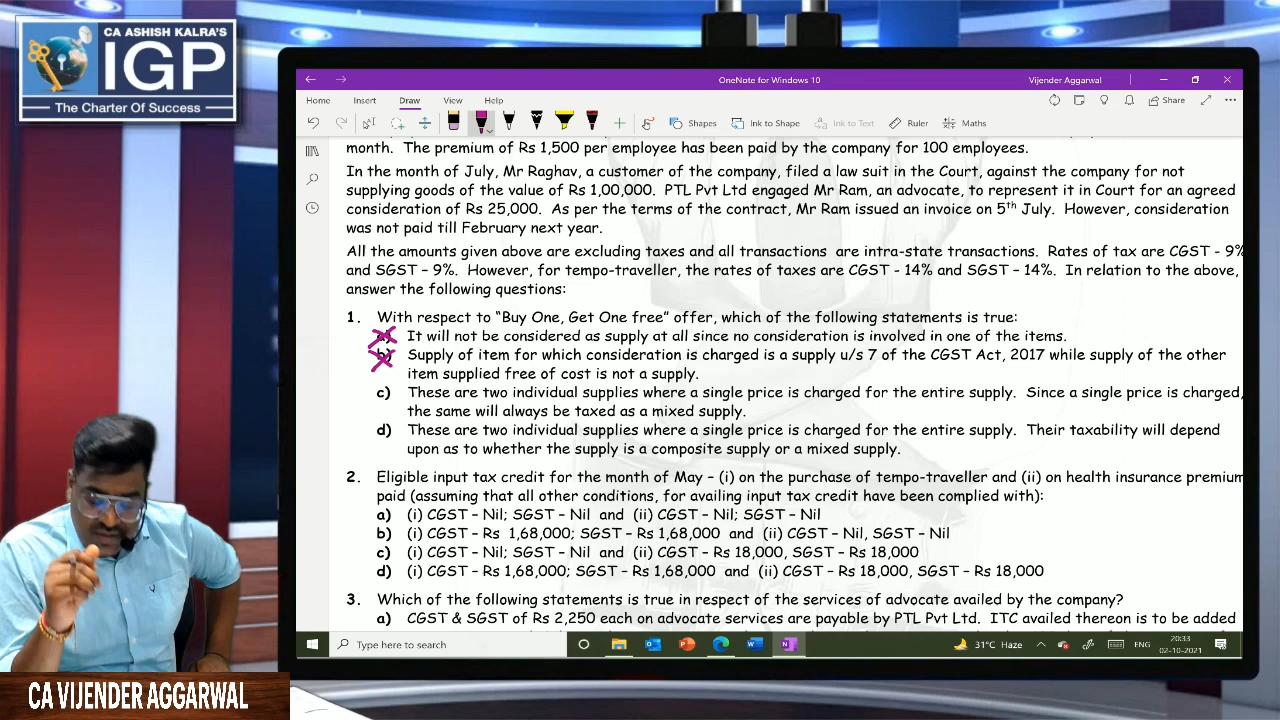 CA ASHISH KALRA'S
IGP
The Charter Of Success
OneNote for Windows 10
Vijender Aggarwal
Home Insert Draw View Help
Share
Shapes Ink to Shape Ink to Text Ruler Maths
month. The premium of Rs 1,500 per employee has been paid by the company for 100 employees.
In the month of July, Mr Raghav, a customer of the company, filed a law suit in the Court, against the company for not
supplying goods of the value of Rs 1,00,000. PTL Pvt Ltd engaged Mr Ram, an advocate, to represent it in Court for an agreed
consideration of Rs 25,000. As per the terms of the contract, Mr Ram issued an invoice on 5th July. However, consideration
was not paid till February next year.
All the amounts given above are excluding taxes and all transactions are intra-state transactions. Rates of tax are CGST - 9%
and SGST – 9%. However, for tempo-traveller, the rates of taxes are CGST - 14% and SGST – 14%. In relation to the above,
answer the following questions:
1. With respect to "Buy One, Get One free" offer, which of the following statements is true:
a) It will not be considered as supply at all since no consideration is involved in one of the items.
b) Supply of item for which consideration is charged is a supply u/s 7 of the CGST Act, 2017 while supply of the other
item supplied free of cost is not a supply.
c) These are two individual supplies where a single price is charged for the entire supply. Since a single price is charged,
the same will always be taxed as a mixed supply.
d) These are two individual supplies where a single price is charged for the entire supply. Their taxability will depend
upon as to whether the supply is a composite supply or a mixed supply.
2. Eligible input tax credit for the month of May – (i) on the purchase of tempo-traveller and (ii) on health insurance premium
paid (assuming that all other conditions, for availing input tax credit have been complied with):
a) (i) CGST – Nil; SGST – Nil and (ii) CGST – Nil; SGST – Nil
b) (i) CGST – Rs 1,68,000; SGST – Rs 1,68,000 and (ii) CGST – Nil, SGST – Nil
c) (i) CGST – Nil; SGST – Nil and (ii) CGST – Rs 18,000, SGST – Rs 18,000
d) (i) CGST – Rs 1,68,000; SGST – Rs 1,68,000 and (ii) CGST – Rs 18,000, SGST – Rs 18,000
3. Which of the following statements is true in respect of the services of advocate availed by the company?
a) CGST & SGST of Rs 2,250 each on advocate services are payable by PTL Pvt Ltd. ITC availed thereon is to be added
Type here to search
31°C Haze
ENG
20:33
02-10-2021
CA VIJENDER AGGARWAL